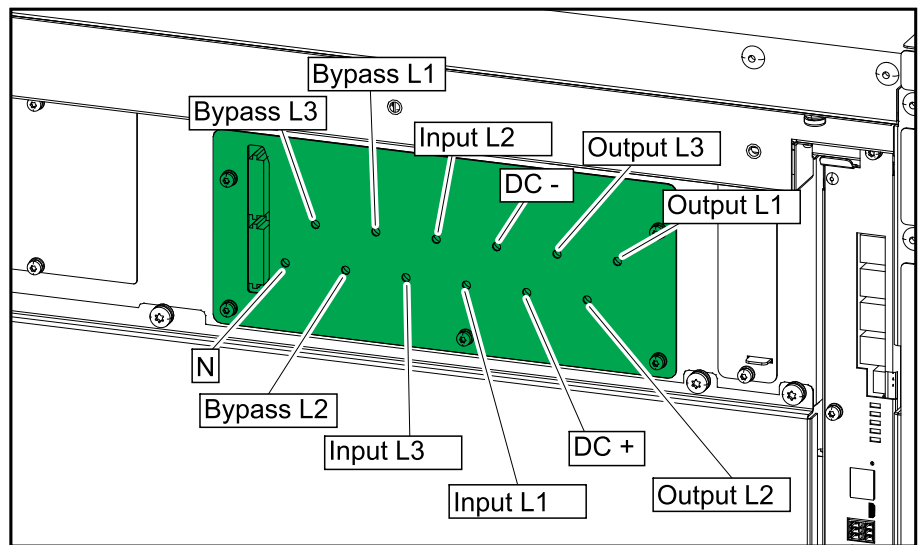 Bypass L1
Bypass L3
Input L2
Output L3
DC -
Output L1
N
Bypass L2
Input L3
DC +
Input L1
Output L2